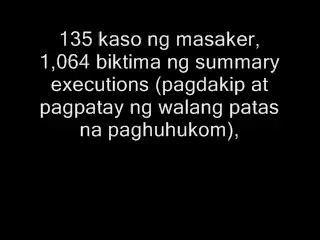 135 kaso ng masaker,
1,064 biktima ng summary
executions (pagdakip at
pagpatay ng walang patas
na paghuhukom),